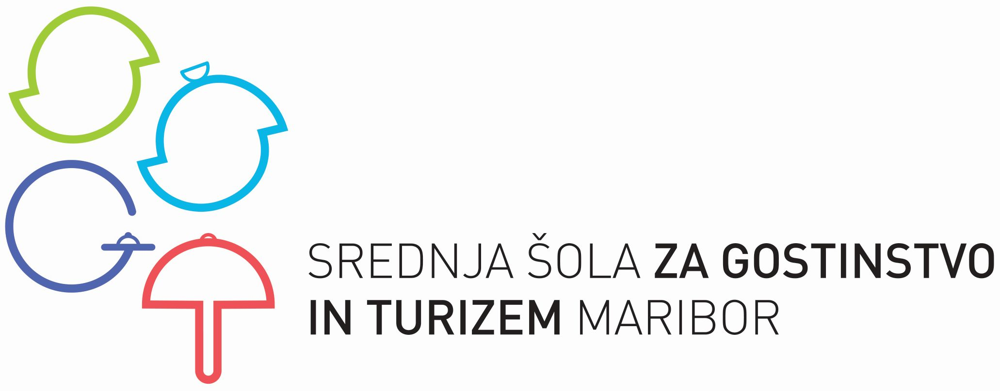 SREDNJA ŠOLA ZA GOSTINSTVO
IN TURIZEM MARIBOR